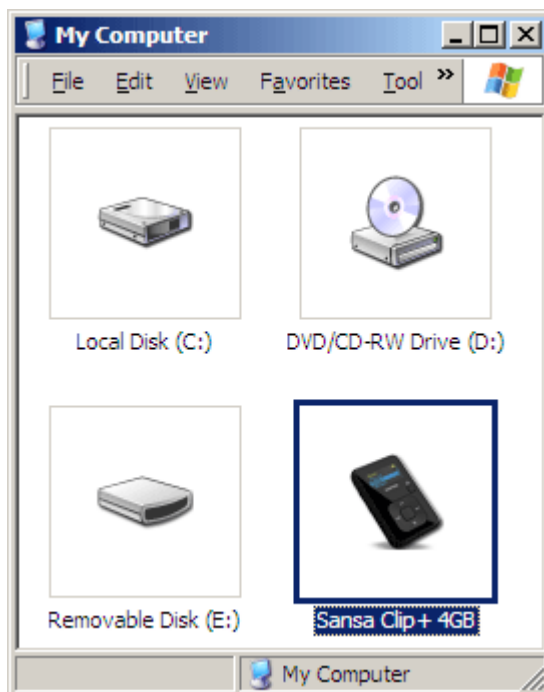 My Computer
File Edit View Favorites Tool »
Local Disk (C:) DVD/CD-RW Drive (D:)
Removable Disk (E:) Sansa Clip+ 4GB
My Computer